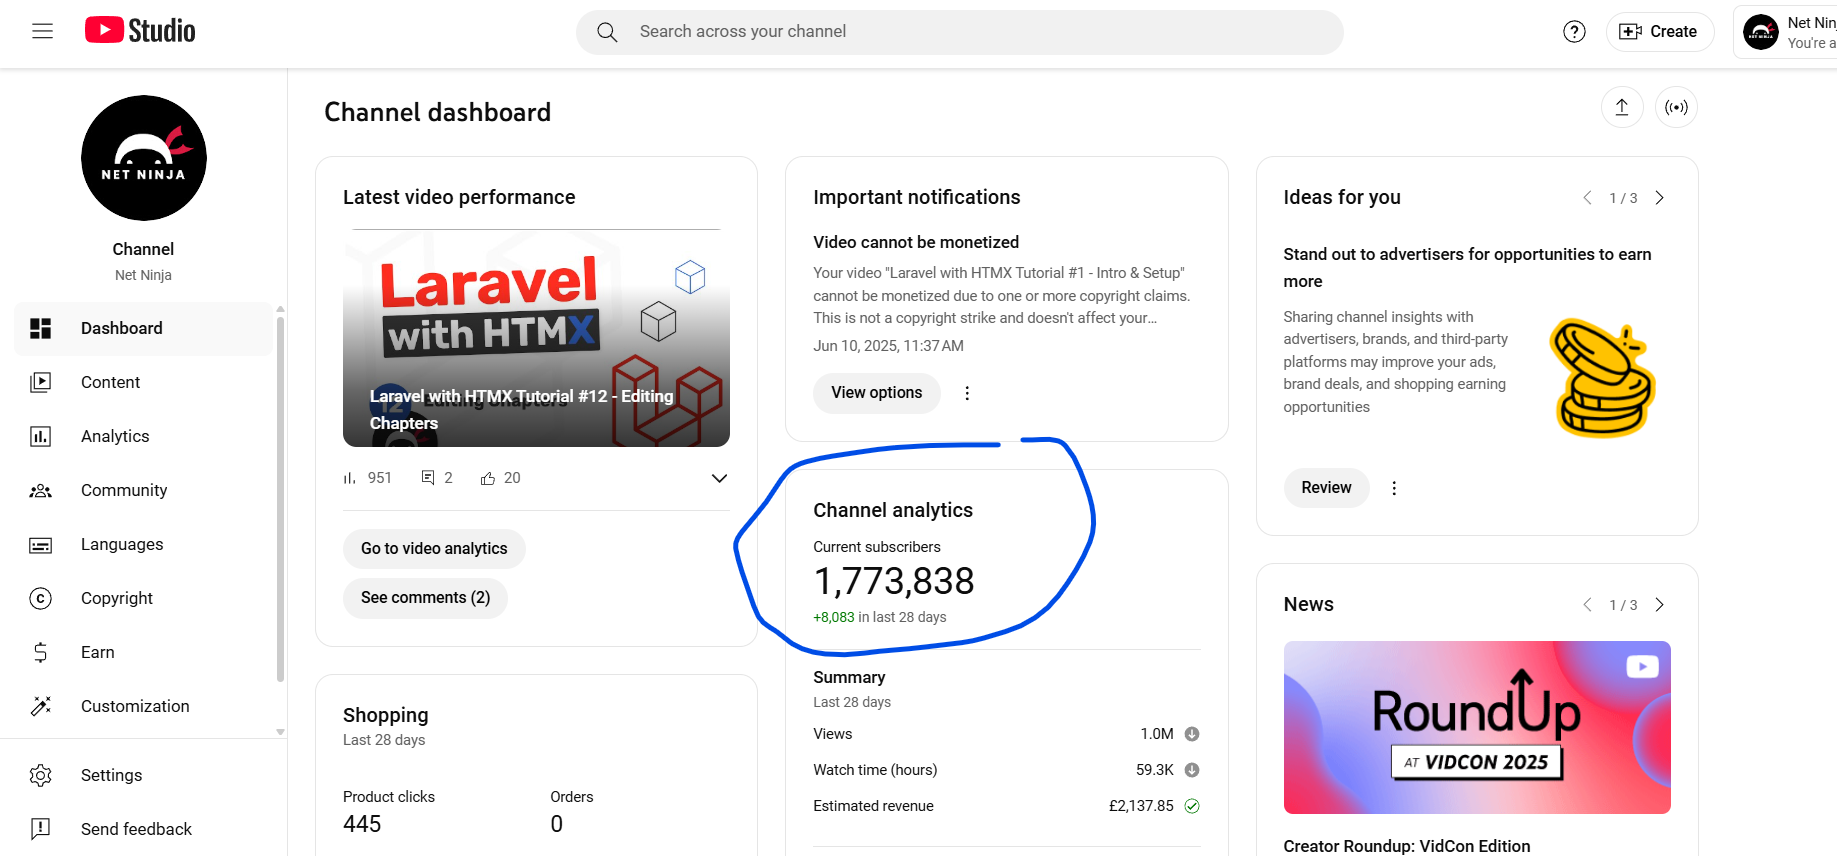 Studio
Search across your channel
Create
Net Nin
You're a
NET NINJA
Channel
Net Ninja
Dashboard
Content
Analytics
Community
Languages
Copyright
Earn
Customization
Settings
Send feedback
Channel dashboard
Latest video performance
Laravel
with HTMX
12 Editing Chapters
Laravel with HTMX Tutorial #12 - Editing
Chapters
951 2 20
Go to video analytics
See comments (2)
Shopping
Last 28 days
Product clicks Orders
445 0
Important notifications
Video cannot be monetized
Your video "Laravel with HTMX Tutorial #1 - Intro & Setup"
cannot be monetized due to one or more copyright claims.
This is not a copyright strike and doesn't affect your…
Jun 10, 2025, 11:37 AM
View options
Channel analytics
Current subscribers
1,773,838
+8,083 in last 28 days
Summary
Last 28 days
Views 1.0M
Watch time (hours) 59.3K
Estimated revenue £2,137.85
Ideas for you 1 / 3
Stand out to advertisers for opportunities to earn
more
Sharing channel insights with
advertisers, brands, and third-party
platforms may improve your ads,
brand deals, and shopping earning
opportunities
Review
News 1 / 3
RoundUp
AT VIDCON 2025
Creator Roundup: VidCon Edition